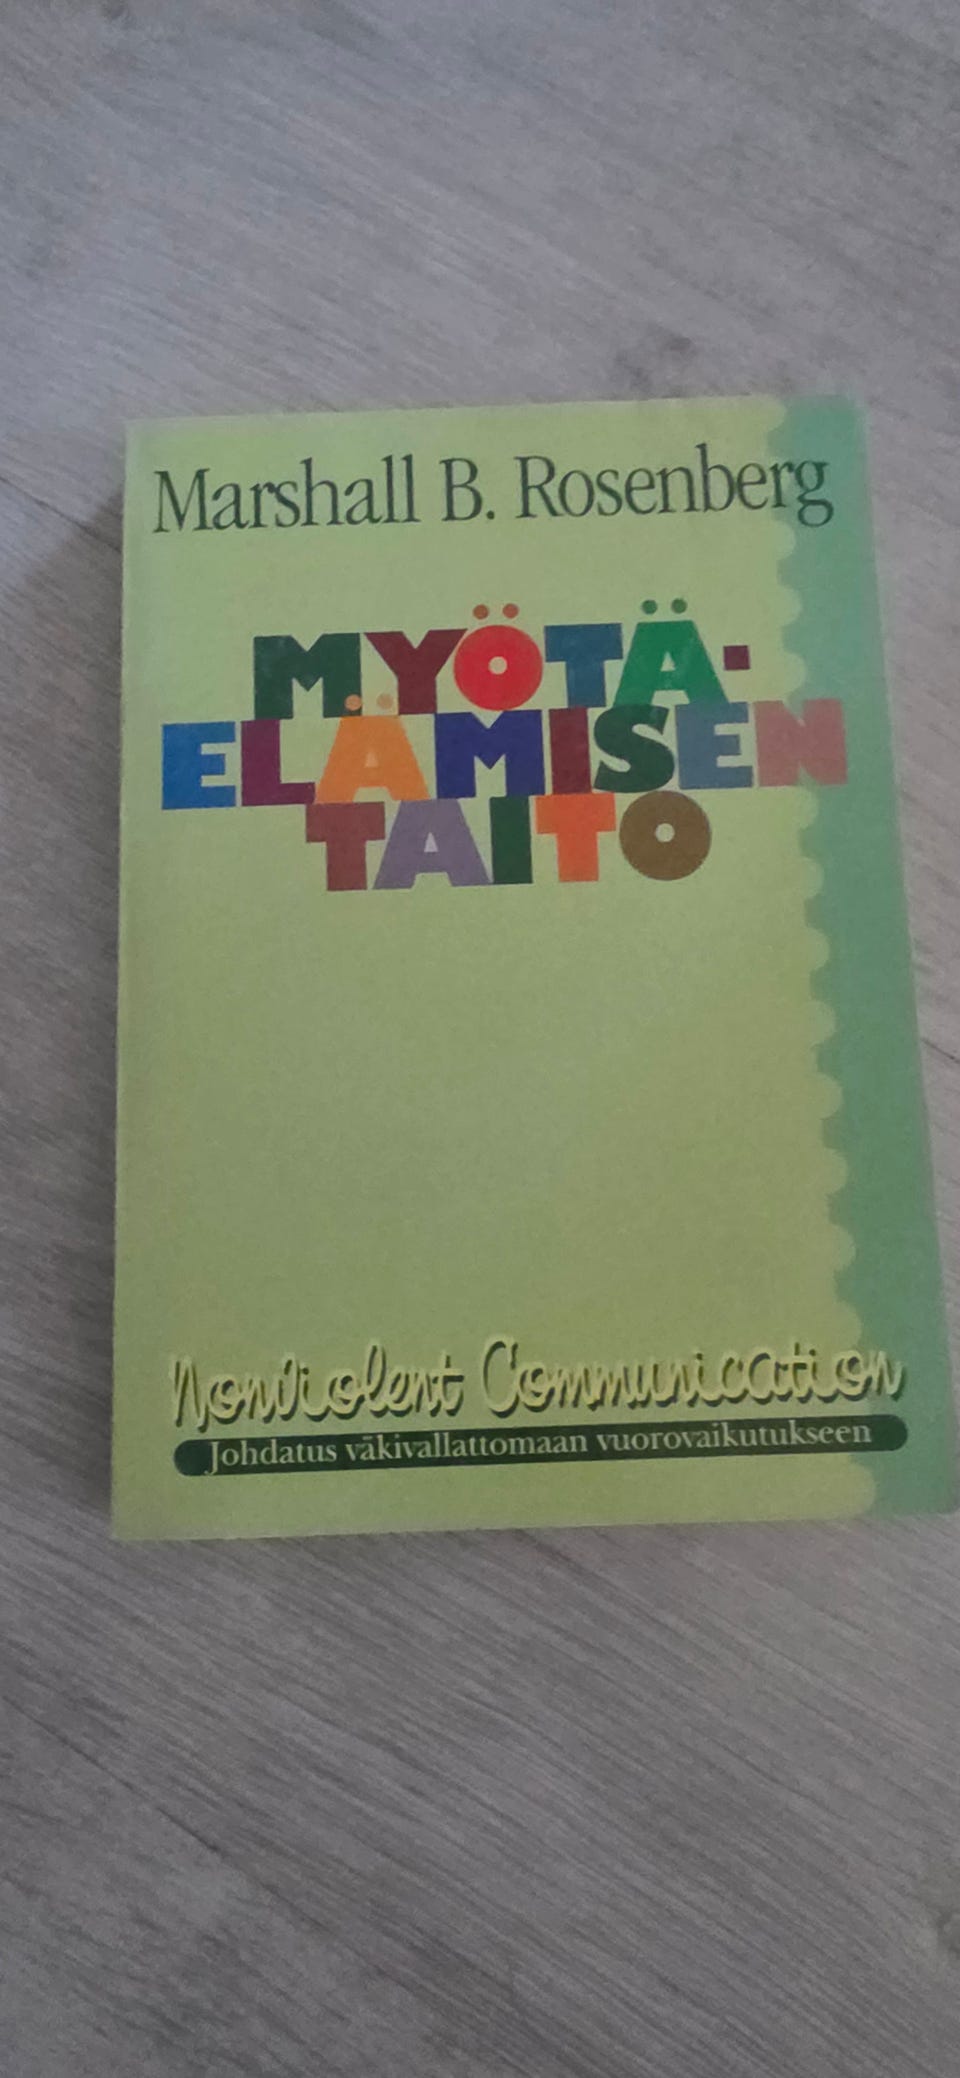 Marshall B. Rosenberg
MYÖTÄ-
ELÄMISEN
TAITO
Nonviolent Communication
Johdatus väkivallattomaan vuorovaikutukseen